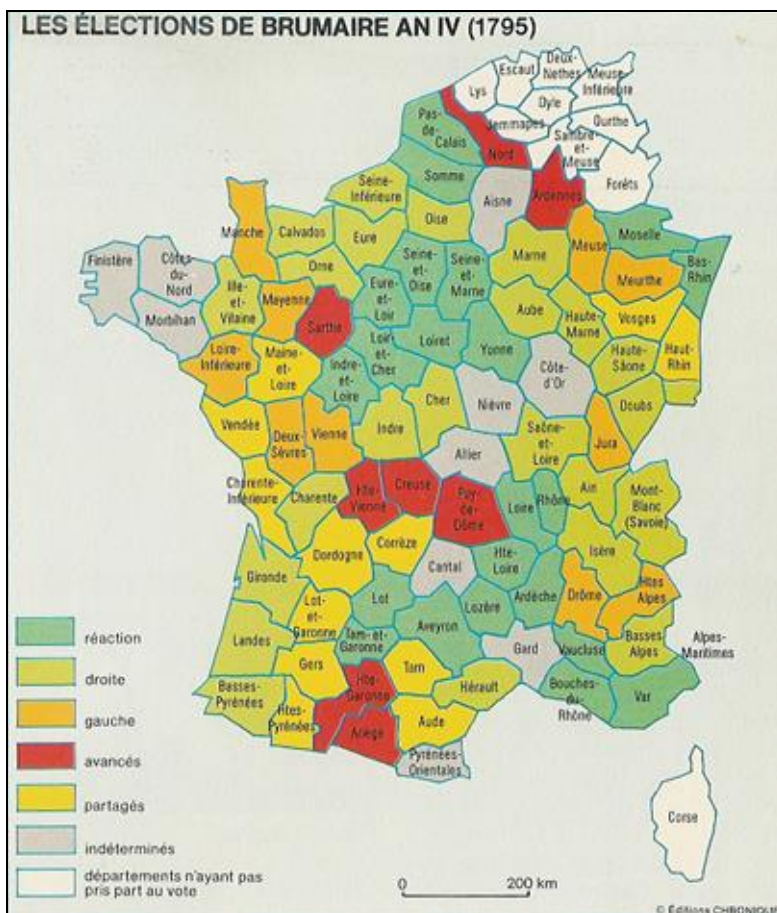 LES ÉLECTIONS DE BRUMAIRE AN IV (1795)
Lys
Escaut
Deux-
Nethes
Meuse-
Inférieure
Dyle
Jemmapes
Ourthe
Sambre-
et-
Meuse
Forêts
Pas-
de-
Calais
Nord
Somme
Seine-
Inférieure
Aisne
Ardennes
Oise
Manche
Calvados
Eure
Orne
Seine-
et-
Oise
Seine-
et-
Marne
Marne
Meuse
Moselle
Bas-
Rhin
Meurthe
Finistère
Côtes-
du-
Nord
Morbihan
Ille-
et-
Vilaine
Mayenne
Sarthe
Eure-
et-
Loir
Aube
Haute-
Marne
Vosges
Haut-
Rhin
Loire-
Inférieure
Maine-
et-
Loire
Indre-
et-
Loire
Loir-
et-
Cher
Loiret
Yonne
Côte-
d'Or
Haute-
Saône
Doubs
Vendée
Deux-
Sèvres
Vienne
Indre
Cher
Nièvre
Allier
Saône-
et-
Loire
Jura
Charente-
Inférieure
Charente
Hte-
Vienne
Creuse
Puy-
de-
Dôme
Loire
Rhône
Ain
Mont-
Blanc
(Savoie)
Isère
Dordogne
Corrèze
Cantal
Hte-
Loire
Ardèche
Drôme
Htes
Alpes
Gironde
Lot-
et-
Garonne
Lot
Aveyron
Lozère
Landes
Tarn-et-
Garonne
Gard
Vaucluse
Basses
Alpes
Alpes-
Maritimes
Gers
Tarn
Hérault
Bouches-
du-
Rhône
Var
Basses-
Pyrénées
Htes-
Pyrénées
Hte-
Garonne
Ariège
Aude
Pyrénées-
Orientales
Corse
réaction
droite
gauche
avancés
partagés
indéterminés
départements n'ayant pas
pris part au vote
0 200 km
© Éditions CHRONIQUE